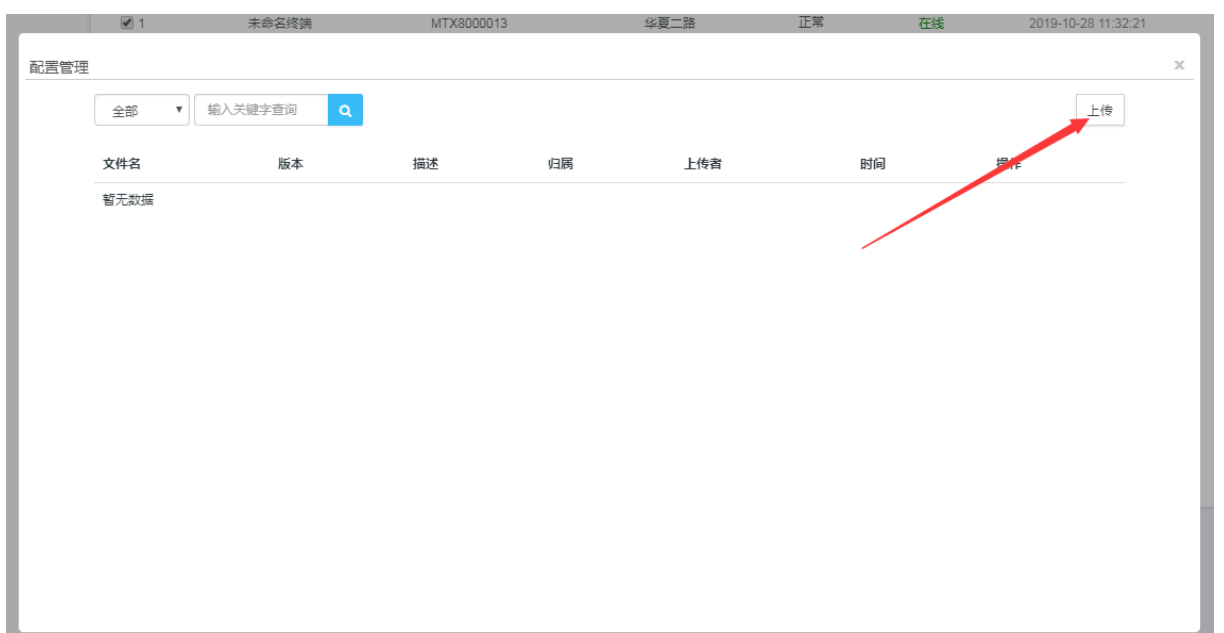 1 未命名终端 MTX8000013 华夏二路 正常 在线 2019-10-28 11:32:21
配置管理 ×
全部 输入关键字查询 上传
文件名 版本 描述 归属 上传者 时间 操作
暂无数据